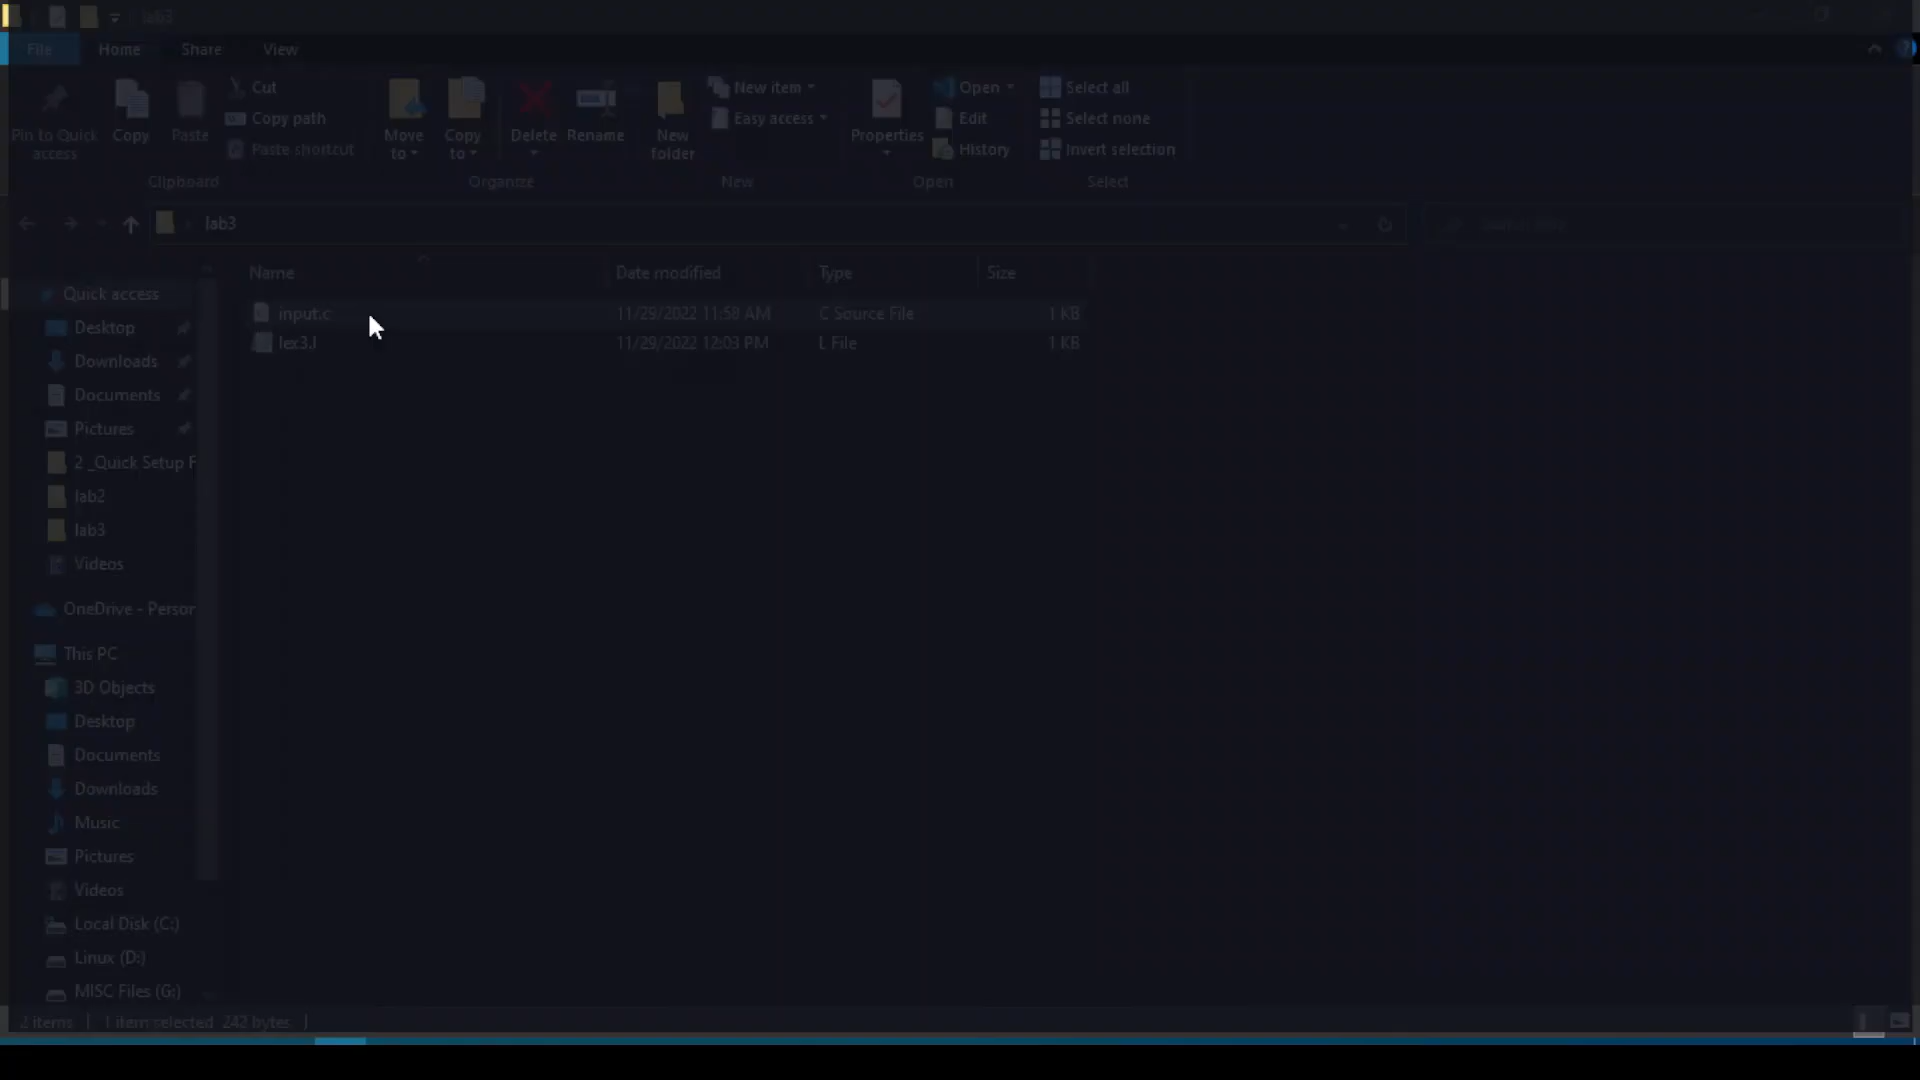 lab3
File Home Share View
Pin to Quick access
Copy
Paste
Cut
Copy path
Paste shortcut
Clipboard
Move to
Copy to
Delete
Rename
Organize
New folder
New item
Easy access
New
Properties
Open
Edit
History
Open
Select all
Select none
Invert selection
Select
lab3
Name Date modified Type Size
input.c 11/29/2022 11:58 AM C Source File 1 KB
lex3.l 11/29/2022 12:03 PM L File 1 KB
Quick access
Desktop
Downloads
Documents
Pictures
2 _Quick Setup F
lab2
lab3
Videos
OneDrive - Person
This PC
3D Objects
Desktop
Documents
Downloads
Music
Pictures
Videos
Local Disk (C:)
Linux (D:)
MISC Files (G:)
2 items 1 item selected 242 bytes